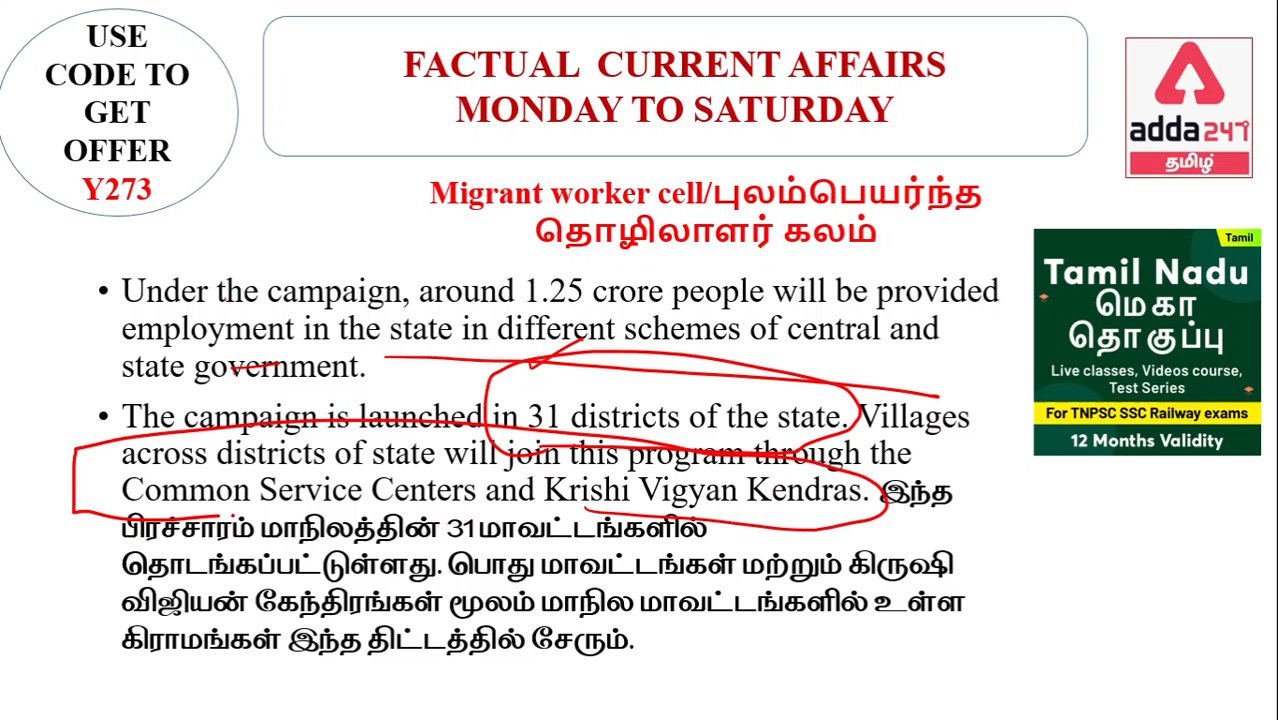 USE
CODE TO
GET
OFFER
Y273
FACTUAL CURRENT AFFAIRS
MONDAY TO SATURDAY
adda247
தமிழ்
Migrant worker cell/புலம்பெயர்ந்த
தொழிலாளர் கலம்
• Under the campaign, around 1.25 crore people will be provided
employment in the state in different schemes of central and
state government.
• The campaign is launched in 31 districts of the state. Villages
across districts of state will join this program through the
Common Service Centers and Krishi Vigyan Kendras. இந்த
பிரச்சாரம் மாநிலத்தின் 31 மாவட்டங்களில்
தொடங்கப்பட்டுள்ளது. பொது மாவட்டங்கள் மற்றும் கிருஷி
விஜியன் கேந்திரங்கள் மூலம் மாநில மாவட்டங்களில் உள்ள
கிராமங்கள் இந்த திட்டத்தில் சேரும்.
Tamil
Tamil Nadu
மெகா
தொகுப்பு
Live classes, Videos course,
Test Series
For TNPSC SSC Railway exams
12 Months Validity